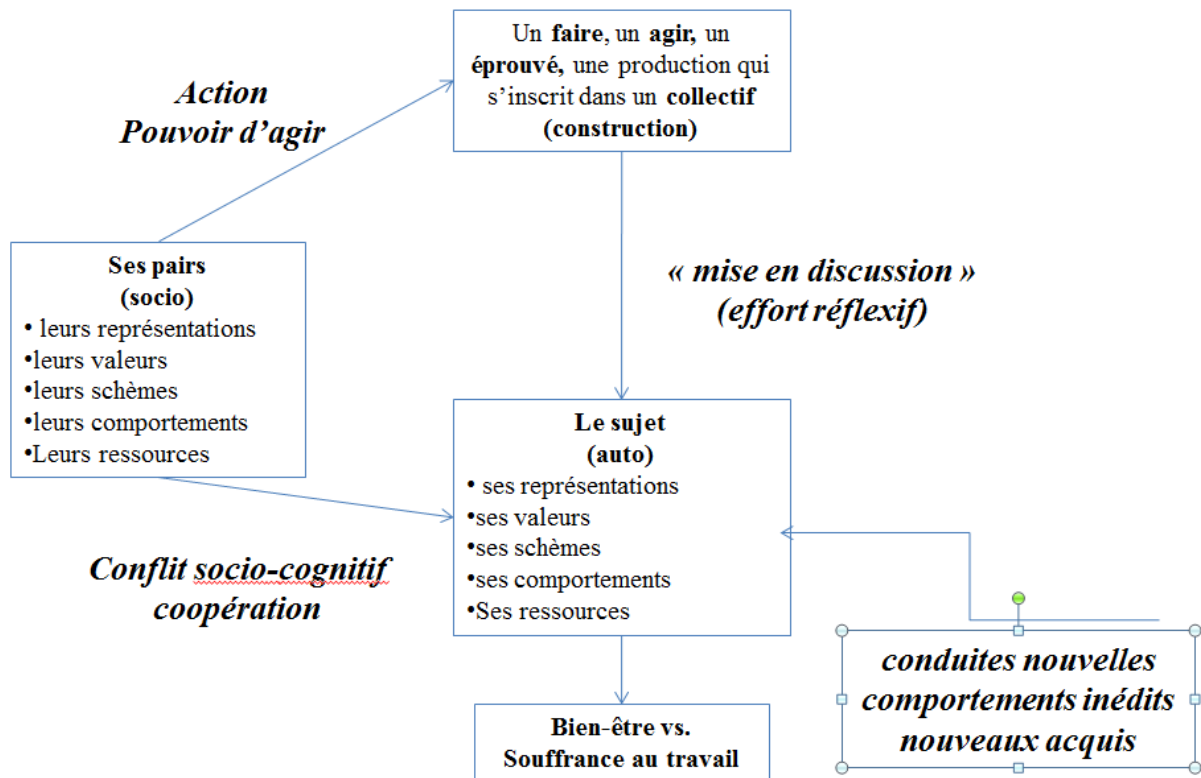 Un faire, un agir, un
éprouvé, une production qui
s’inscrit dans un collectif
(construction)
Action
Pouvoir d’agir
Ses pairs
(socio)
• leurs représentations
•leurs valeurs
•leurs schèmes
•leurs comportements
•Leurs ressources
« mise en discussion »
(effort réflexif)
Le sujet
(auto)
• ses représentations
•ses valeurs
•ses schèmes
•ses comportements
•Ses ressources
Conflit socio-cognitif
coopération
conduites nouvelles
comportements inédits
nouveaux acquis
Bien-être vs.
Souffrance au travail